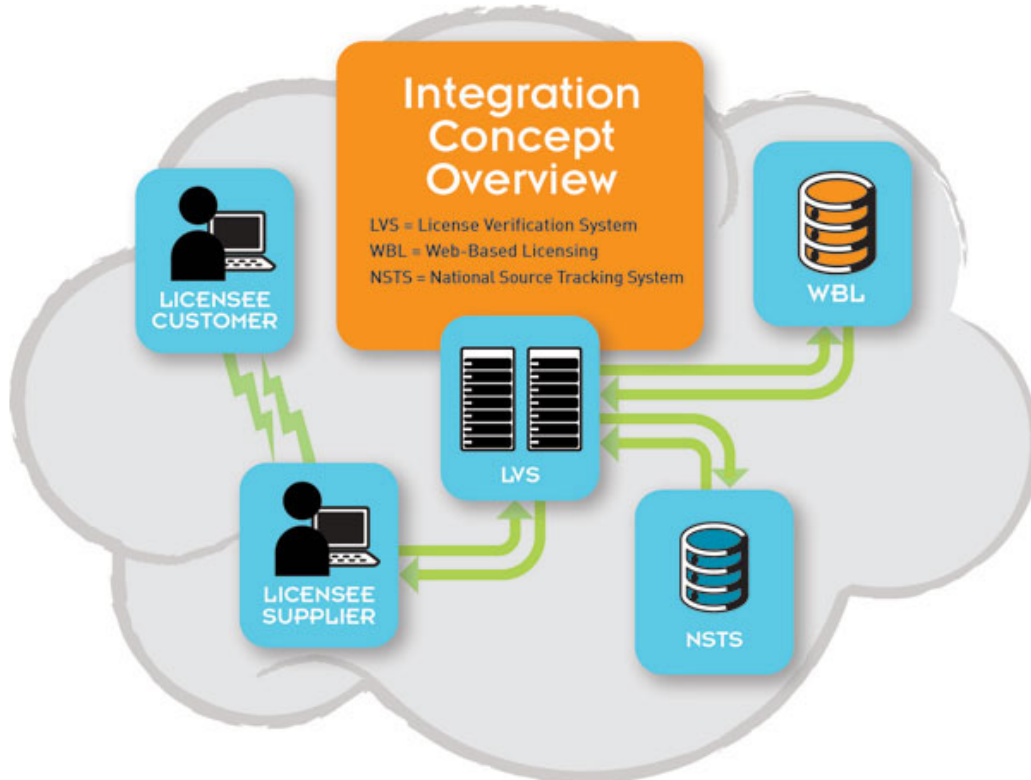 Integration
Concept
Overview
LVS = License Verification System
WBL = Web-Based Licensing
NSTS = National Source Tracking System
LICENSEE
CUSTOMER
WBL
LVS
LICENSEE
SUPPLIER
NSTS